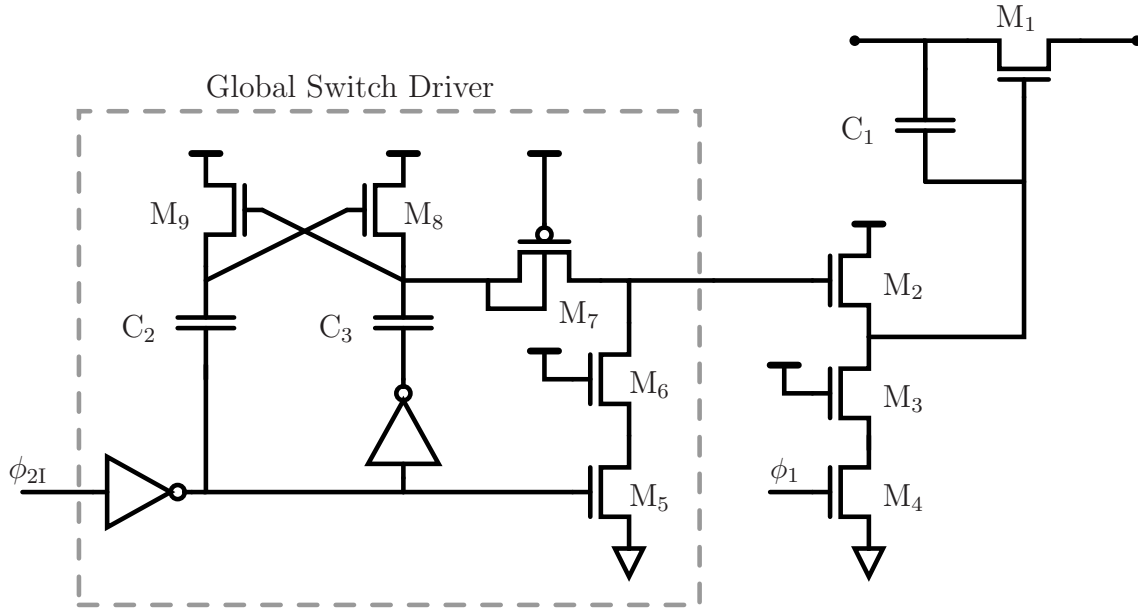 M₁
Global Switch Driver
C₁
M₉
M₈
M₂
M₇
C₂
C₃
M₆
M₃
ϕ₂I
ϕ₁
M₅
M₄